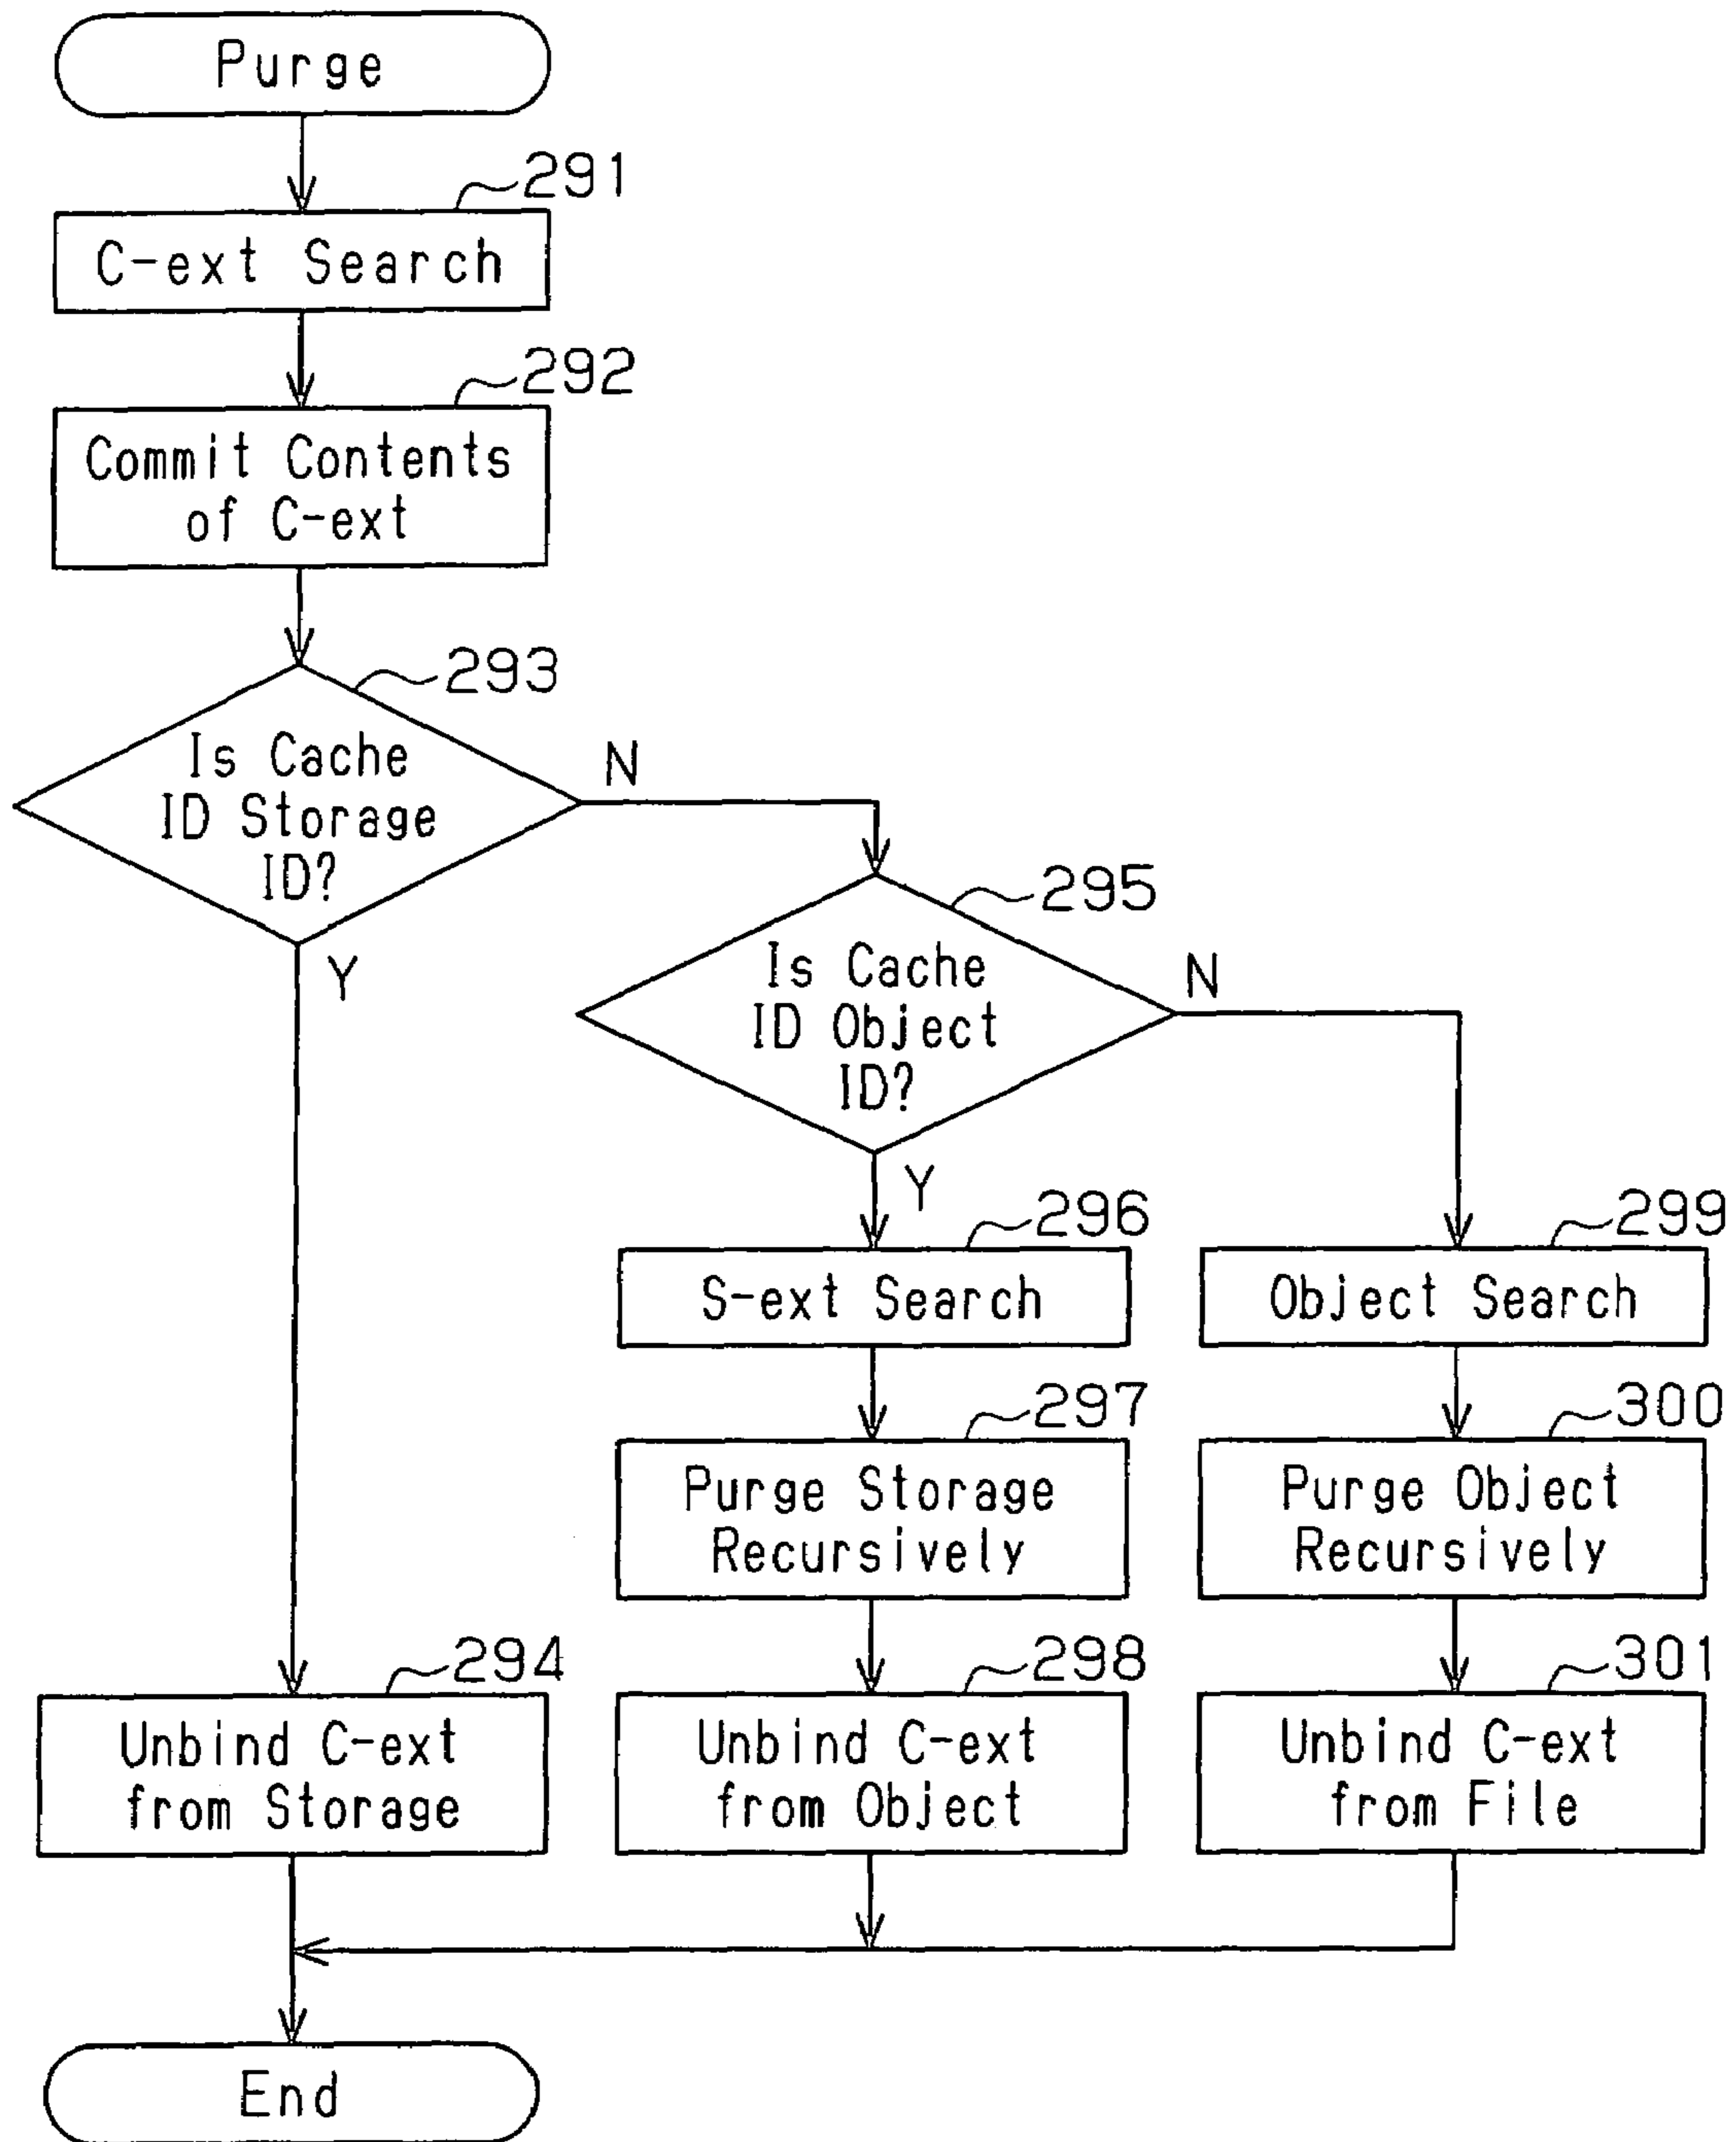 Purge
291
C-ext Search
292
Commit Contents
of C-ext
293
Is Cache
ID Storage
ID?
N
Y
295
Is Cache
ID Object
ID?
N
Y
296
S-ext Search
299
Object Search
297
Purge Storage
Recursively
300
Purge Object
Recursively
294
Unbind C-ext
from Storage
298
Unbind C-ext
from Object
301
Unbind C-ext
from File
End